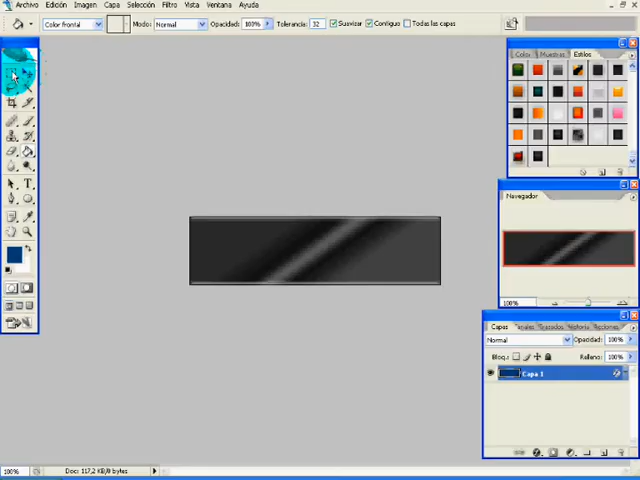 Archivo Edición Imagen Capa Selección Filtro Vista Ventana Ayuda
Color frontal Modo: Normal Opacidad: 100% Tolerancia: 32 Suavizar Contiguo Todas las capas
Color Muestras Estilos
Navegador
100%
Capas Canales Trazados Historia Acciones
Normal Opacidad: 100%
Bloq.: Relleno: 100%
Capa 1
100% Doc: 117,2 KB/0 bytes